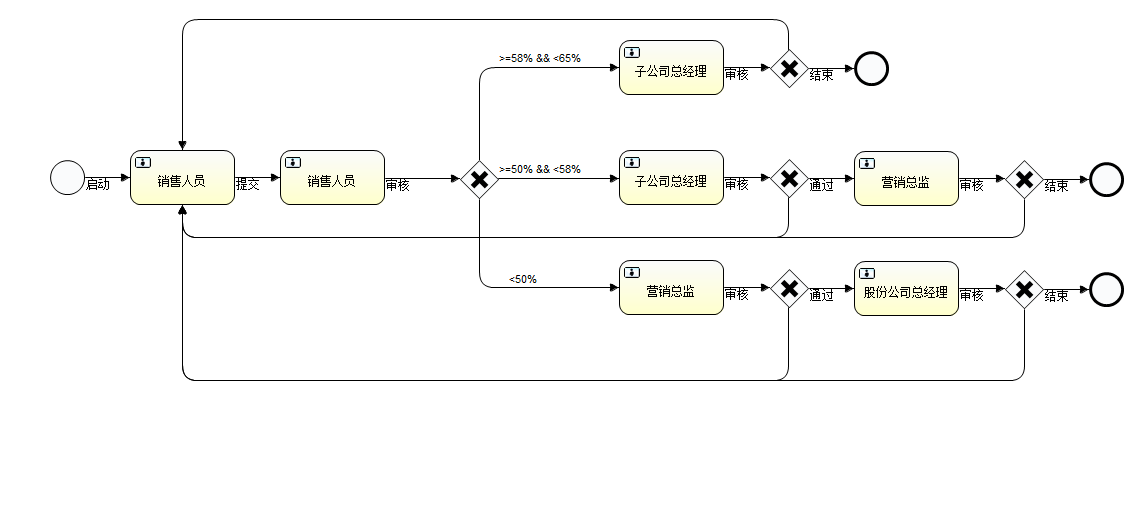 >=58% && <65%
子公司总经理
审核
结束
启动
销售人员
提交
销售人员
审核
>=50% && <58%
子公司总经理
审核
通过
营销总监
审核
结束
<50%
营销总监
审核
通过
股份公司总经理
审核
结束